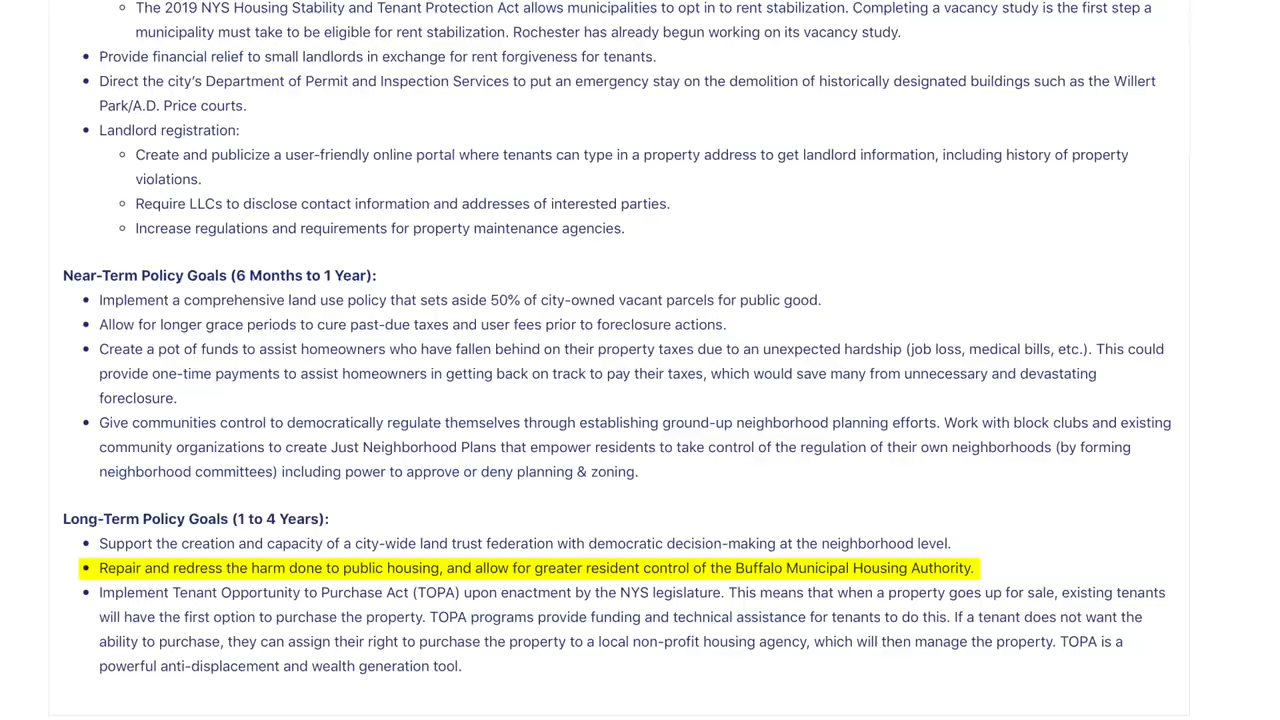 The 2019 NYS Housing Stability and Tenant Protection Act allows municipalities to opt in to rent stabilization. Completing a vacancy study is the first step a
municipality must take to be eligible for rent stabilization. Rochester has already begun working on its vacancy study.
Provide financial relief to small landlords in exchange for rent forgiveness for tenants.
Direct the city’s Department of Permit and Inspection Services to put an emergency stay on the demolition of historically designated buildings such as the Willert
Park/A.D. Price courts.
Landlord registration:
Create and publicize a user-friendly online portal where tenants can type in a property address to get landlord information, including history of property
violations.
Require LLCs to disclose contact information and addresses of interested parties.
Increase regulations and requirements for property maintenance agencies.
Near-Term Policy Goals (6 Months to 1 Year):
Implement a comprehensive land use policy that sets aside 50% of city-owned vacant parcels for public good.
Allow for longer grace periods to cure past-due taxes and user fees prior to foreclosure actions.
Create a pot of funds to assist homeowners who have fallen behind on their property taxes due to an unexpected hardship (job loss, medical bills, etc.). This could
provide one-time payments to assist homeowners in getting back on track to pay their taxes, which would save many from unnecessary and devastating
foreclosure.
Give communities control to democratically regulate themselves through establishing ground-up neighborhood planning efforts. Work with block clubs and existing
community organizations to create Just Neighborhood Plans that empower residents to take control of the regulation of their own neighborhoods (by forming
neighborhood committees) including power to approve or deny planning & zoning.
Long-Term Policy Goals (1 to 4 Years):
Support the creation and capacity of a city-wide land trust federation with democratic decision-making at the neighborhood level.
Repair and redress the harm done to public housing, and allow for greater resident control of the Buffalo Municipal Housing Authority.
Implement Tenant Opportunity to Purchase Act (TOPA) upon enactment by the NYS legislature. This means that when a property goes up for sale, existing tenants
will have the first option to purchase the property. TOPA programs provide funding and technical assistance for tenants to do this. If a tenant does not want the
ability to purchase, they can assign their right to purchase the property to a local non-profit housing agency, which will then manage the property. TOPA is a
powerful anti-displacement and wealth generation tool.